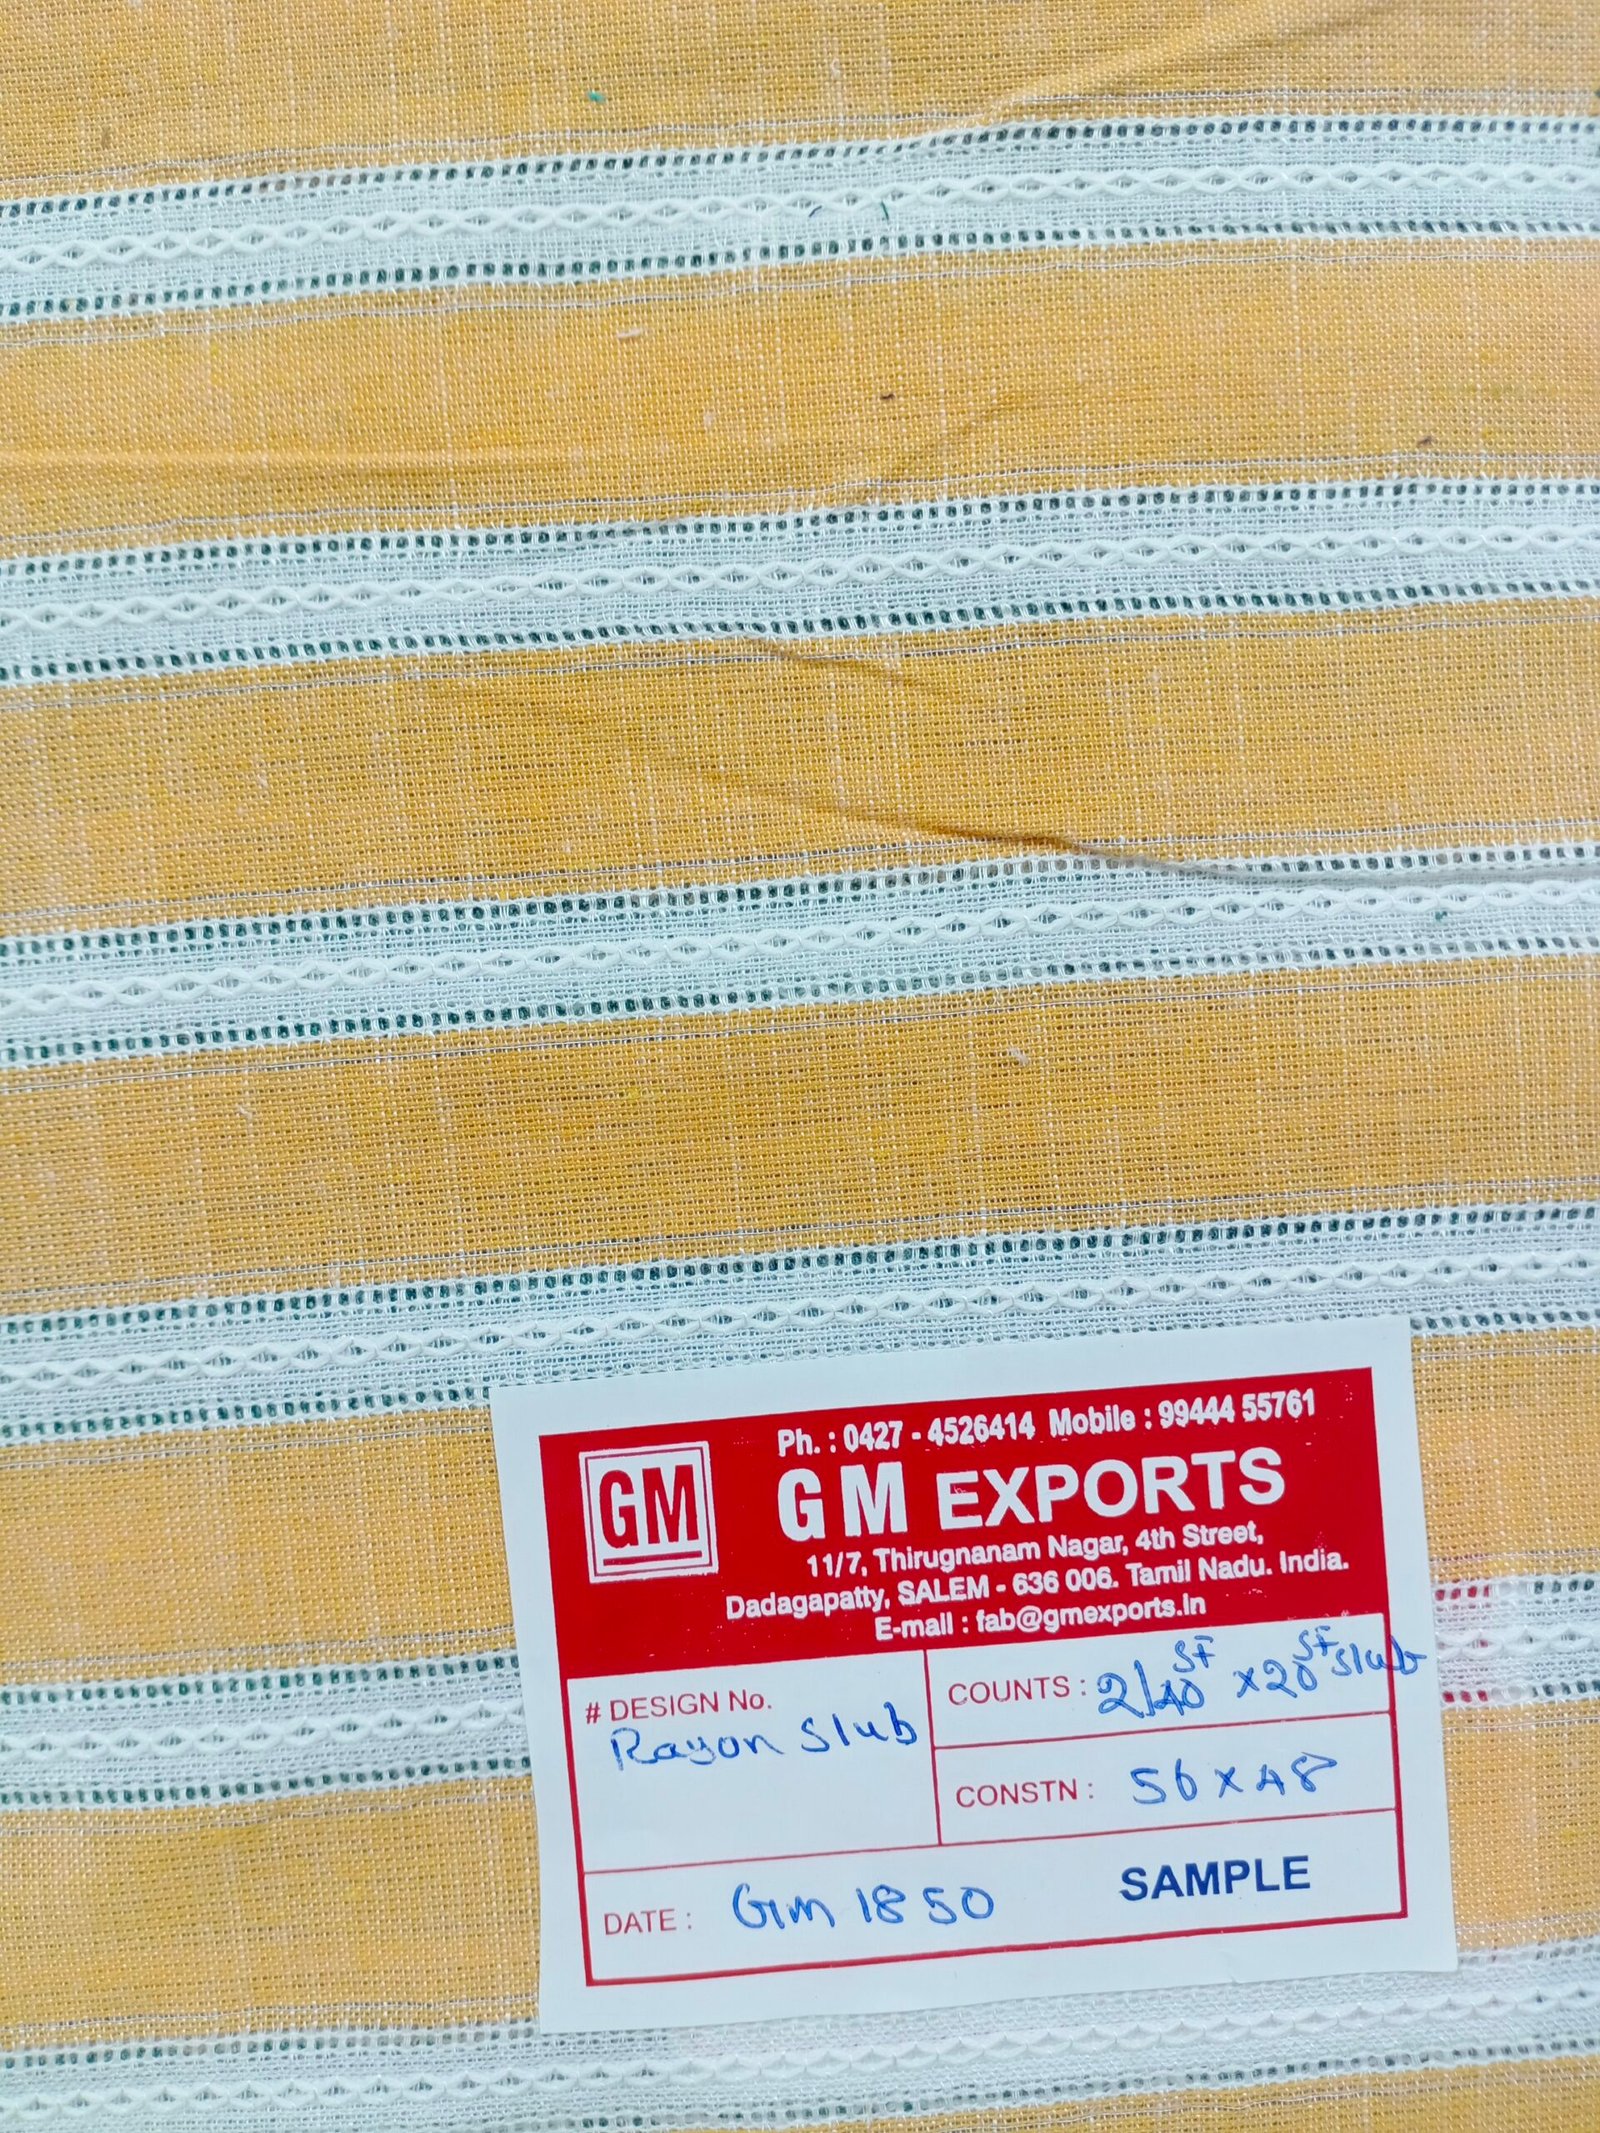 Ph. : 0427 - 4526414 Mobile : 99444 55761
GM
G M EXPORTS
11/7, Thirugnanam Nagar, 4th Street,
Dadagapatty, SALEM - 636 006. Tamil Nadu. India.
E-mail : fab@gmexports.in
# DESIGN No.
Rayon Slub
COUNTS : 2/40 SF x 20 SF Slub
CONSTN : 56 x 48
DATE : GM 1850
SAMPLE